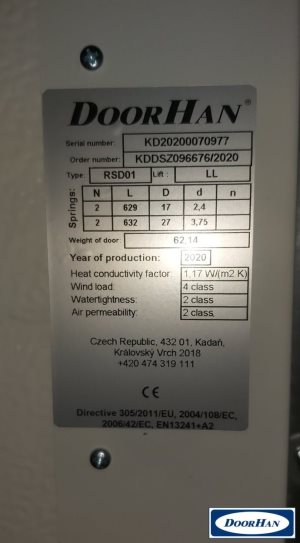 DOORHAN®
Serial number: KD20200070977
Order number: KDDSZ096676/2020
Type: RSD01 Lift: LL
Springs:
N L D d n
2 629 17 2,4
2 632 27 3,75
Weight of door: 62,14
Year of production: 2020
Heat conductivity factor: 1,17 W/(m2 K)
Wind load: 4 class
Watertightness: 2 class
Air permeability: 2 class
Czech Republic, 432 01, Kadaň,
Královský Vrch 2018
+420 474 319 111
CE
Directive 305/2011/EU, 2004/108/EC,
2006/42/EC, EN13241+A2
DOORHAN